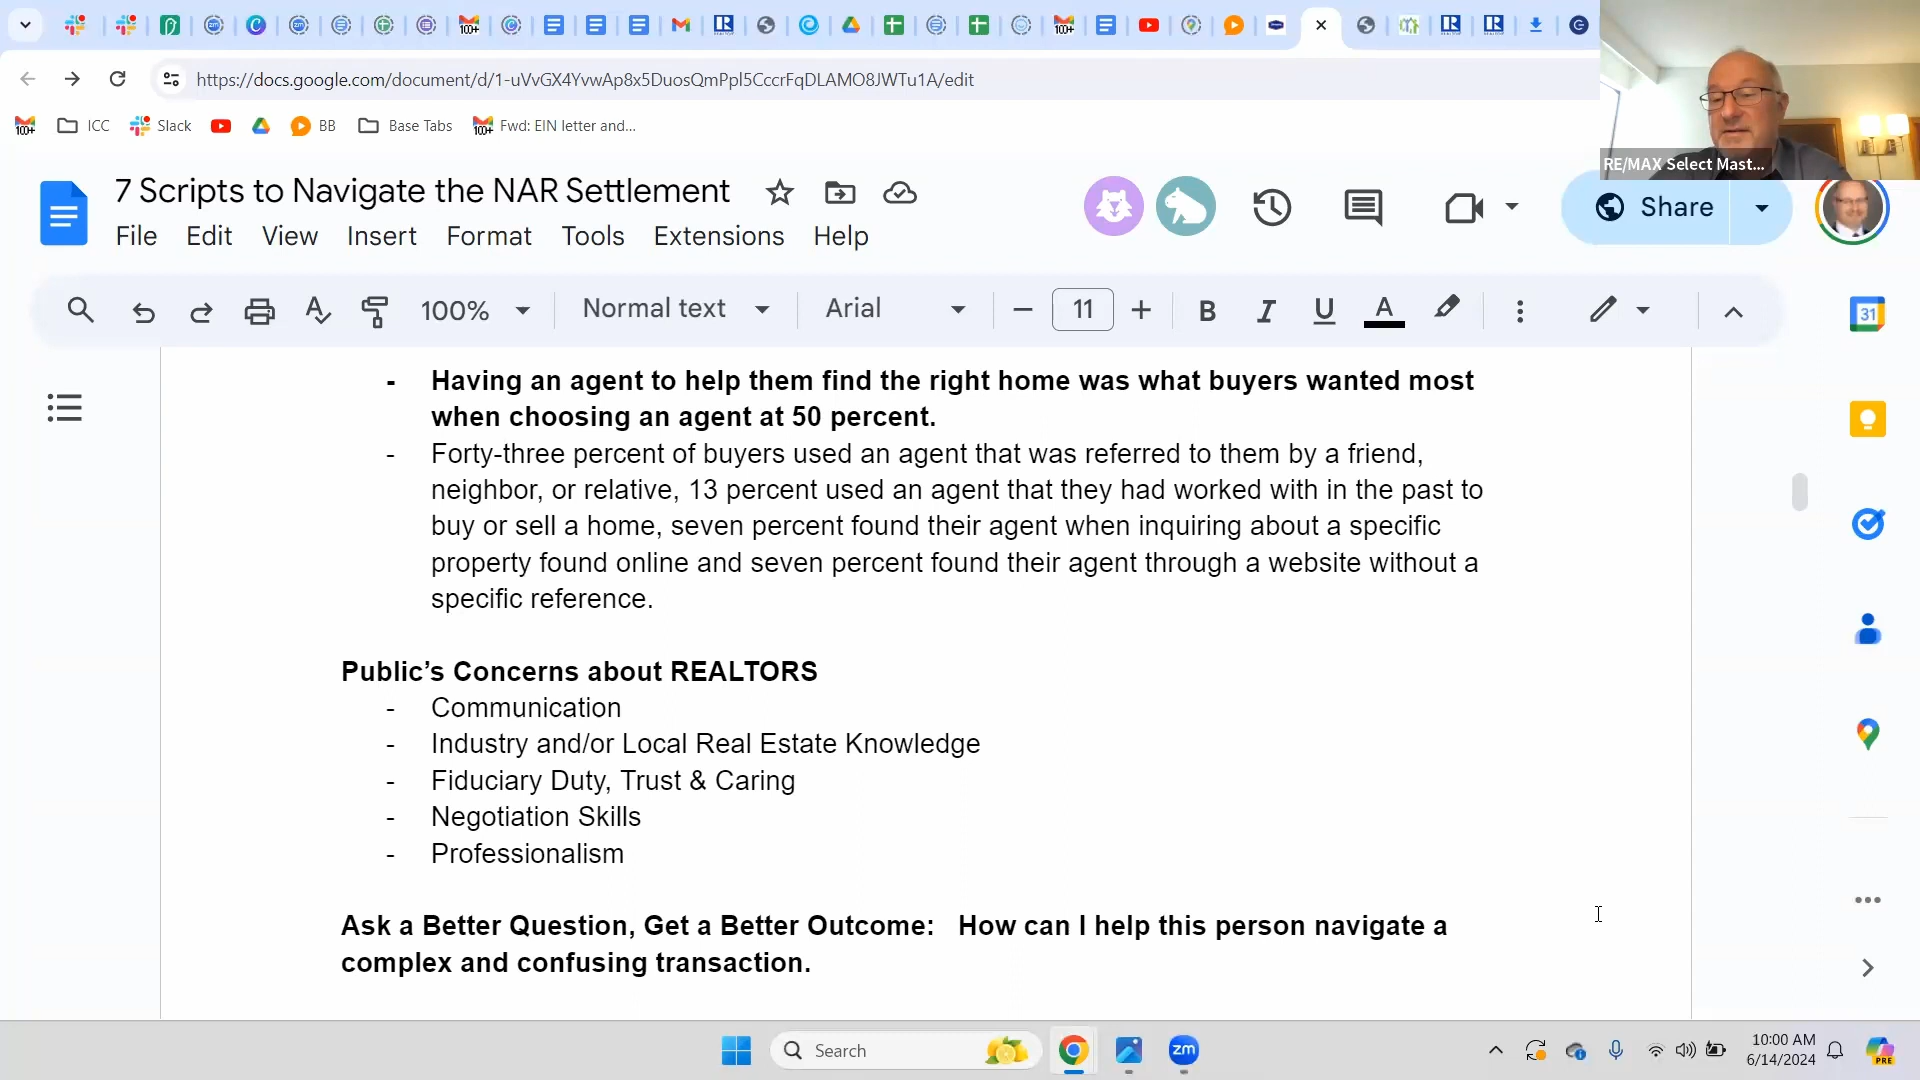 https://docs.google.com/document/d/1-uVvGX4YvwAp8x5DuosQmPpl5CccrFqDLAMO8JWTu1A/edit
100+
ICC
Slack
BB
Base Tabs
100+
Fwd: EIN letter and...
RE/MAX Select Mast...
7 Scripts to Navigate the NAR Settlement
Share
File Edit View Insert Format Tools Extensions Help
100% Normal text Arial 11 B I U A
31
- Having an agent to help them find the right home was what buyers wanted most
when choosing an agent at 50 percent.
- Forty-three percent of buyers used an agent that was referred to them by a friend,
neighbor, or relative, 13 percent used an agent that they had worked with in the past to
buy or sell a home, seven percent found their agent when inquiring about a specific
property found online and seven percent found their agent through a website without a
specific reference.
Public’s Concerns about REALTORS
- Communication
- Industry and/or Local Real Estate Knowledge
- Fiduciary Duty, Trust & Caring
- Negotiation Skills
- Professionalism
Ask a Better Question, Get a Better Outcome:   How can I help this person navigate a
complex and confusing transaction.
Search
zm
10:00 AM
6/14/2024
PRE